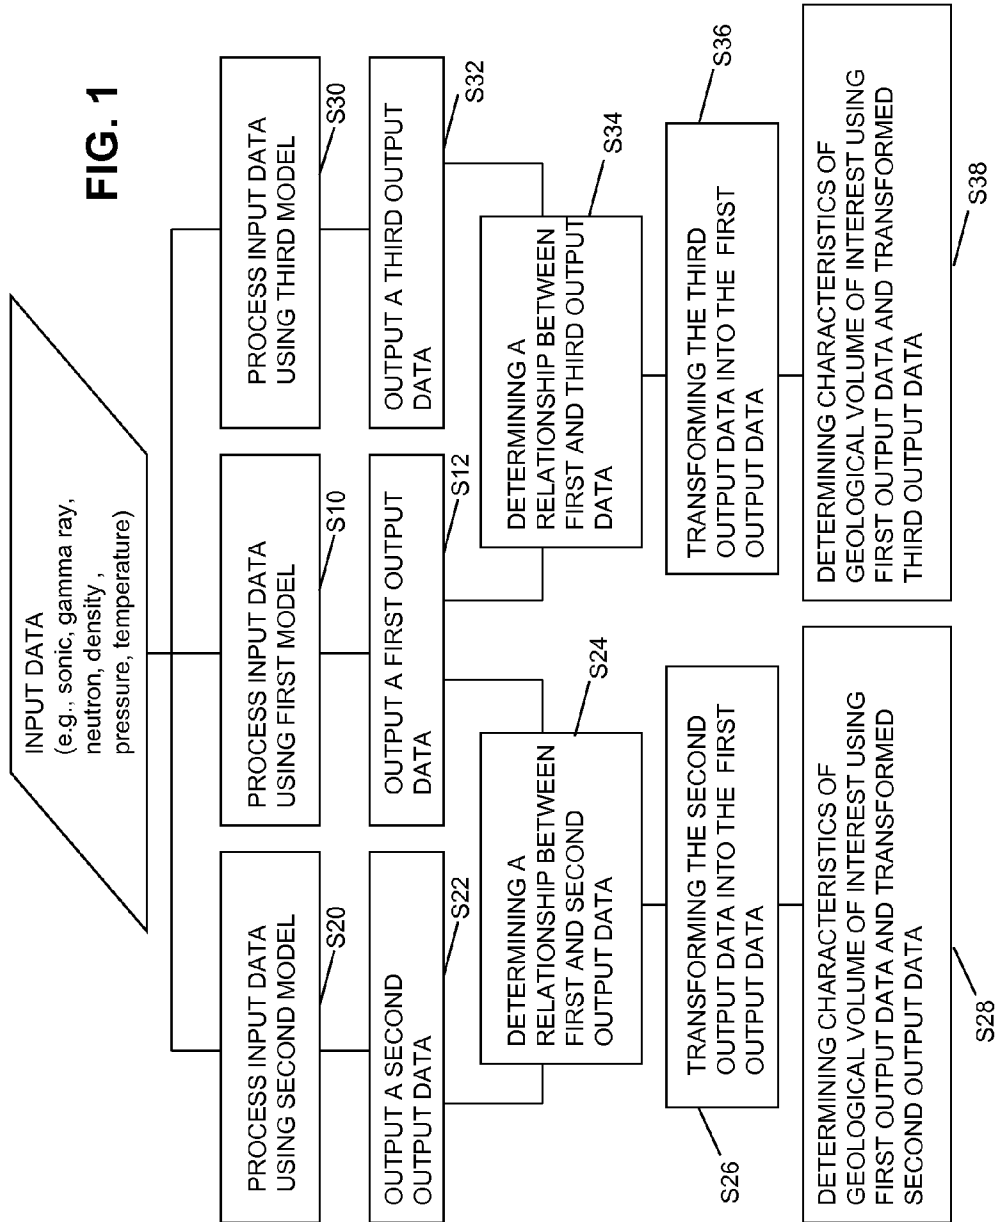 FIG. 1
INPUT DATA
(e.g., sonic, gamma ray,
neutron, density ,
pressure, temperature)
PROCESS INPUT DATA
USING SECOND MODEL
S20
PROCESS INPUT DATA
USING FIRST MODEL
S10
PROCESS INPUT DATA
USING THIRD MODEL
S30
OUTPUT A SECOND
OUTPUT DATA
S22
OUTPUT A FIRST OUTPUT
DATA
S12
OUTPUT A THIRD OUTPUT
DATA
S32
DETERMINING A
RELATIONSHIP BETWEEN
FIRST AND SECOND
OUTPUT DATA
S24
DETERMINING A
RELATIONSHIP BETWEEN
FIRST AND THIRD OUTPUT
DATA
S34
TRANSFORMING THE SECOND
OUTPUT DATA INTO THE FIRST
OUTPUT DATA
S26
TRANSFORMING THE THIRD
OUTPUT DATA INTO THE FIRST
OUTPUT DATA
S36
DETERMINING CHARACTERISTICS OF
GEOLOGICAL VOLUME OF INTEREST USING
FIRST OUTPUT DATA AND TRANSFORMED
SECOND OUTPUT DATA
S28
DETERMINING CHARACTERISTICS OF
GEOLOGICAL VOLUME OF INTEREST USING
FIRST OUTPUT DATA AND TRANSFORMED
THIRD OUTPUT DATA
S38